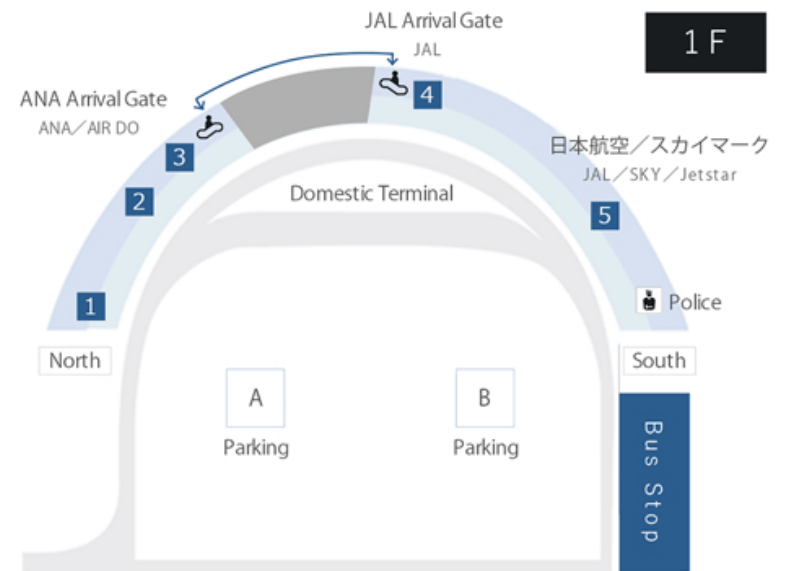 JAL Arrival Gate
JAL
1F
ANA Arrival Gate
ANA／AIR DO
4
3
日本航空／スカイマーク
JAL／SKY／Jetstar
2
Domestic Terminal
5
1
Police
North
South
A
B
Parking
Parking
Bus Stop